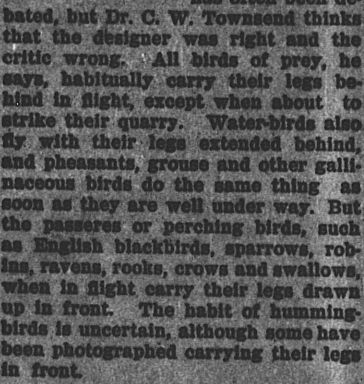 bated, but Dr. C. W. Townsend thinks
that the designer was right and the
critic wrong. All birds of prey, he
says, habitually carry their legs be-
hind in flight, except when about to
strike their quarry. Water-birds also
fly with their legs extended behind,
and pheasants, grouse and other galli-
naceous birds do the same thing as
soon as they are well under way. But
the passeres or perching birds, such
as English blackbirds, sparrows, rob-
ins, ravens, rooks, crows and swallows,
when in flight carry their legs drawn
up in front. The habit of humming-
birds is uncertain, although some have
been photographed carrying their legs
in front.